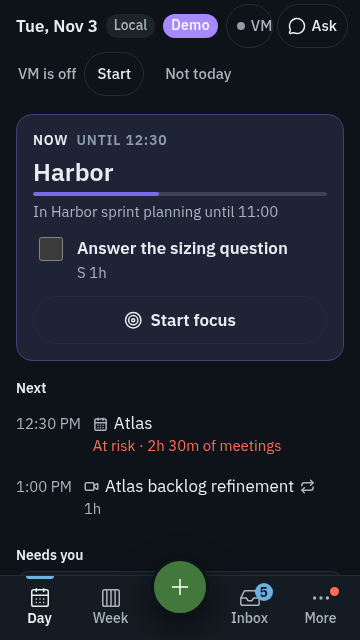 Tue, Nov 3 Local Demo VM Ask
VM is off Start Not today
NOW UNTIL 12:30
Harbor
In Harbor sprint planning until 11:00
Answer the sizing question
S 1h
Start focus
Next
12:30 PM Atlas
At risk · 2h 30m of meetings
1:00 PM Atlas backlog refinement
1h
Needs you
5
Day Week Inbox More